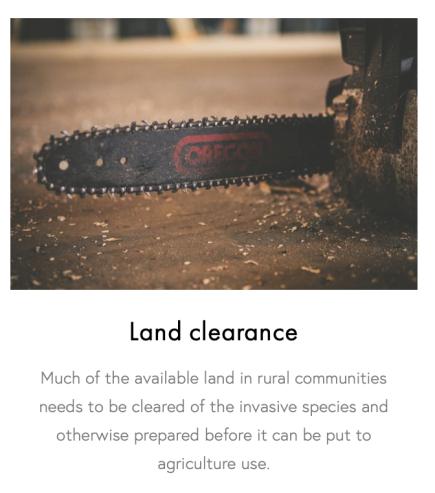 OREGON
Land clearance
Much of the available land in rural communities
needs to be cleared of the invasive species and
otherwise prepared before it can be put to
agriculture use.